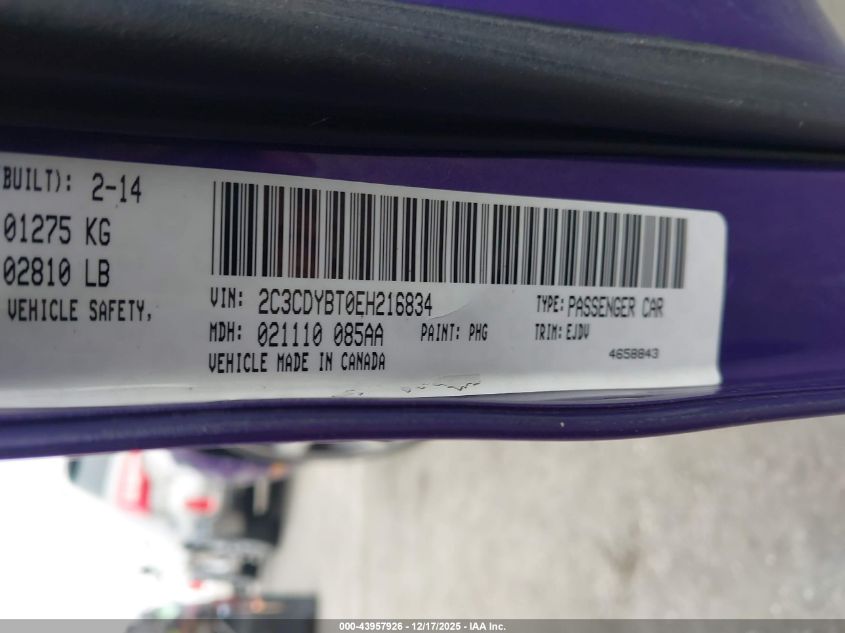 BUILT): 2-14
01275 KG
02810 LB
VEHICLE SAFETY,
VIN: 2C3CDYBT0EH216834
TYPE: PASSENGER CAR
MDH: 021110 085AA
PAINT: PHG
TRIM: EJDV
VEHICLE MADE IN CANADA
4658843
000-43957926 - 12/17/2025 - IAA Inc.